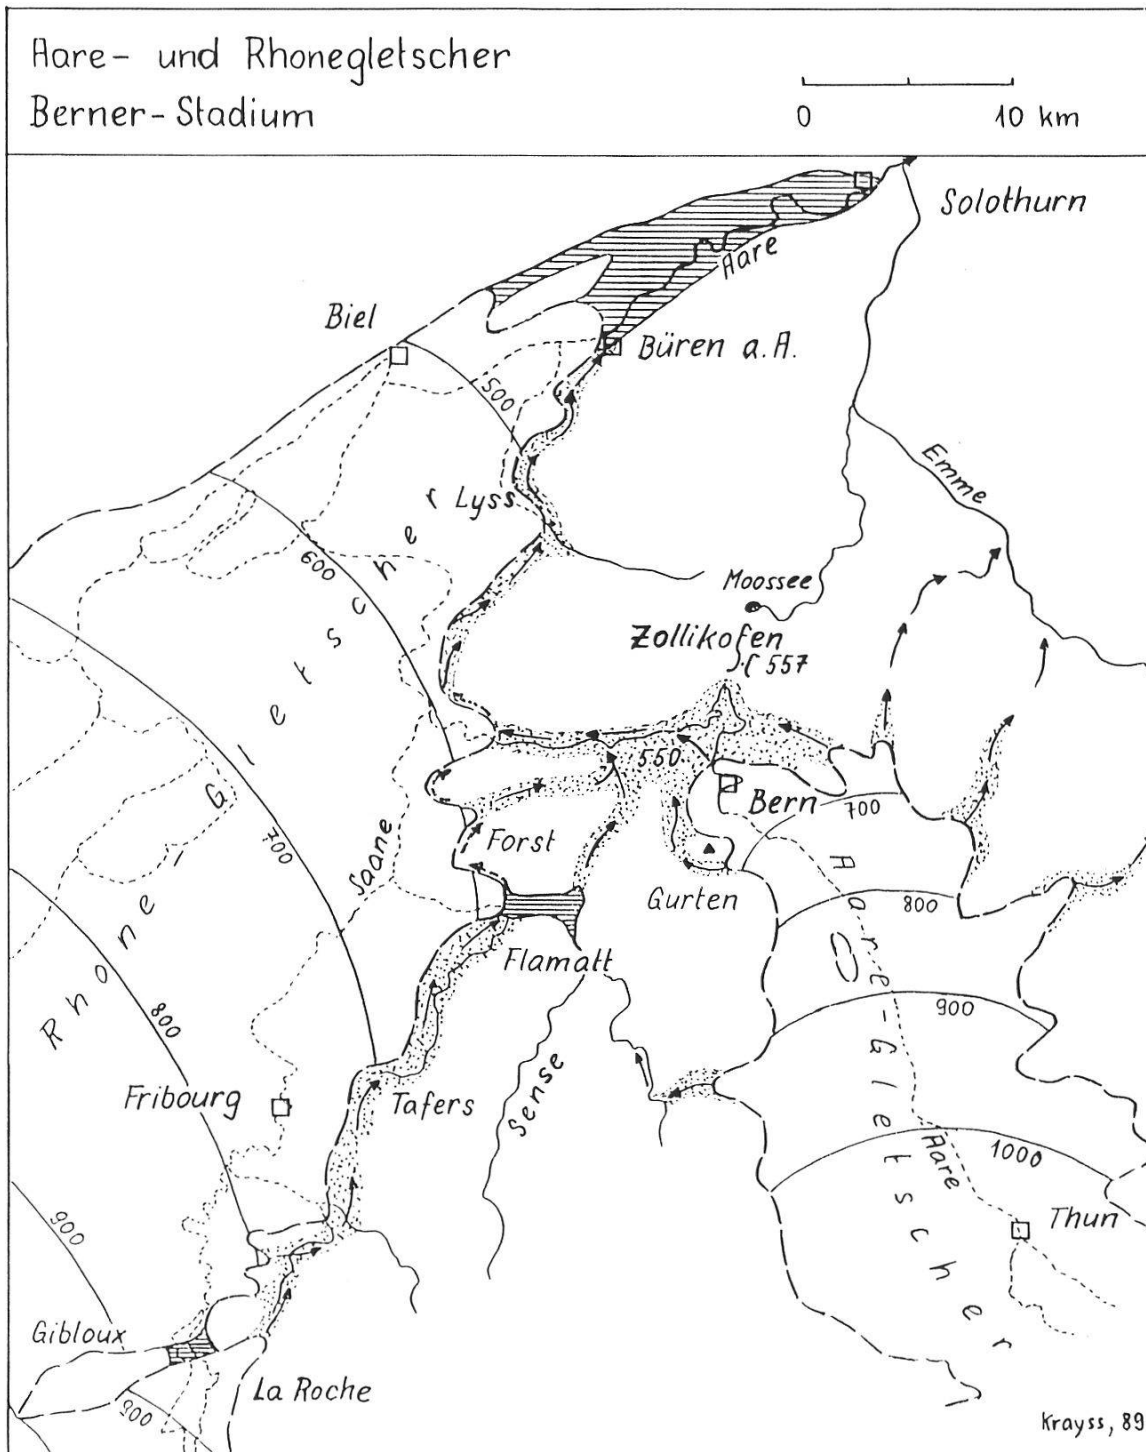 Aare- und Rhonegletscher
Berner-Stadium
0 10 km
Solothurn
Aare
Biel
Büren a.A.
500
Emme
Lyss
600
Moossee
Zollikofen
557
Rhone-Gletscher
550
Bern
700
700
Saane
Forst
Gurten
800
Aare-Gletscher
Flamatt
800
900
Fribourg
Tafers
Sense
1000
Aare
900
Thun
Gibloux
La Roche
900
Krayss, 89